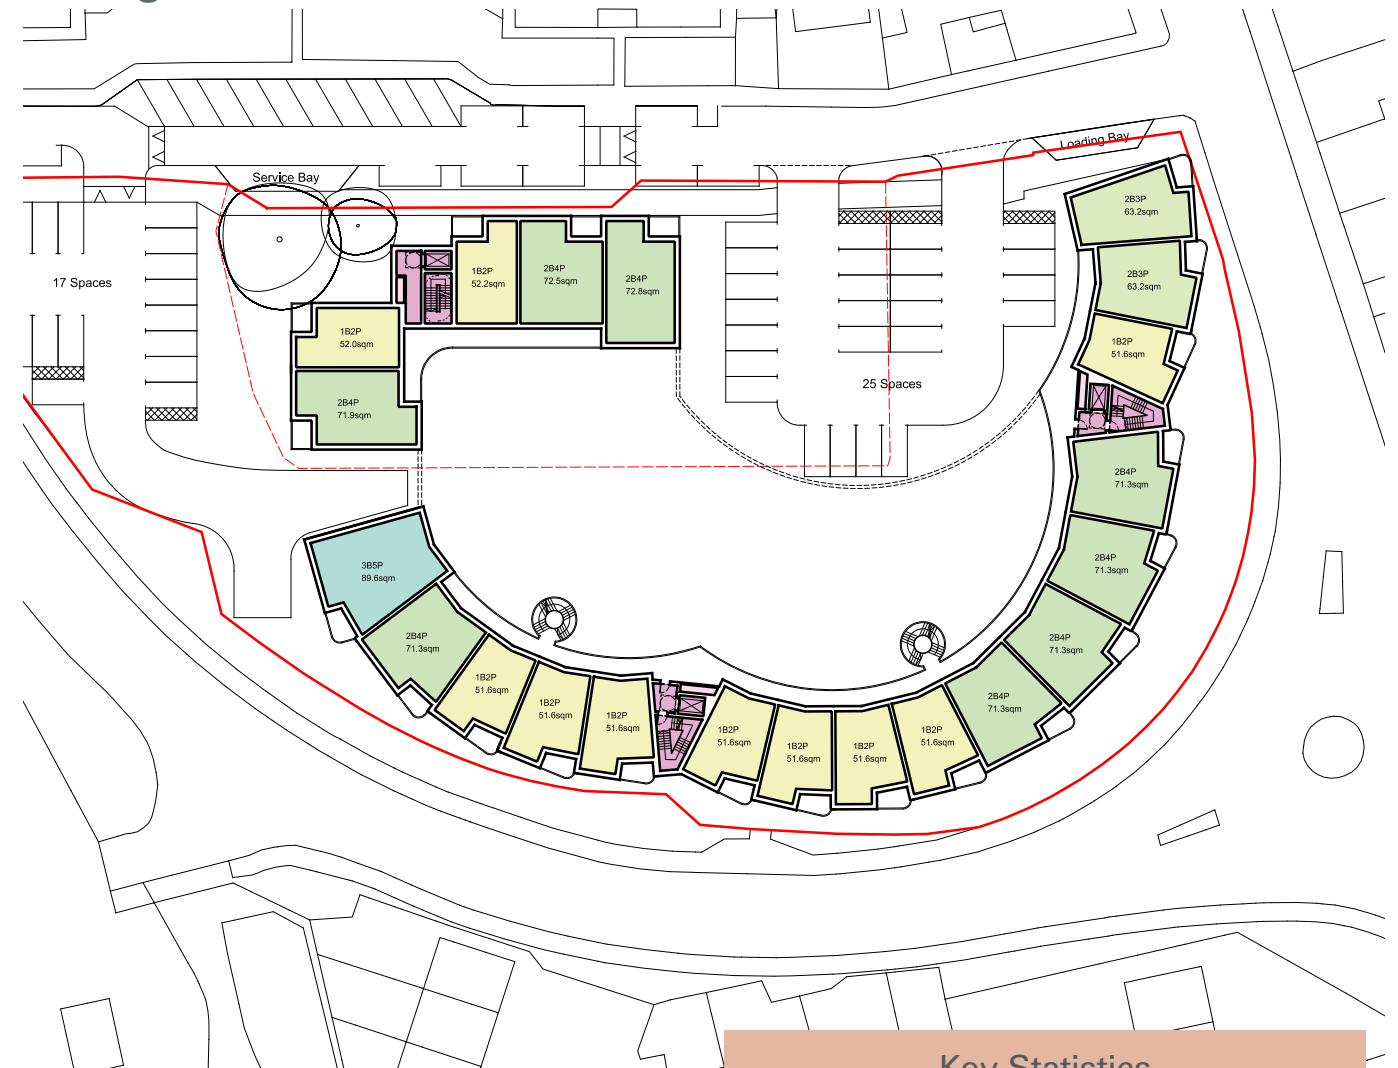 Loading Bay
Service Bay
2B3P
63.2sqm
17 Spaces
1B2P
52.2sqm
2B4P
72.5sqm
2B4P
72.8sqm
2B3P
63.2sqm
1B2P
52.0sqm
1B2P
51.6sqm
25 Spaces
2B4P
71.9sqm
2B4P
71.3sqm
3B5P
89.6sqm
2B4P
71.3sqm
2B4P
71.3sqm
2B4P
71.3sqm
1B2P
51.6sqm
1B2P
51.6sqm
1B2P
51.6sqm
1B2P
51.6sqm
1B2P
51.6sqm
1B2P
51.6sqm
1B2P
51.6sqm
2B4P
71.3sqm
Key Statistics